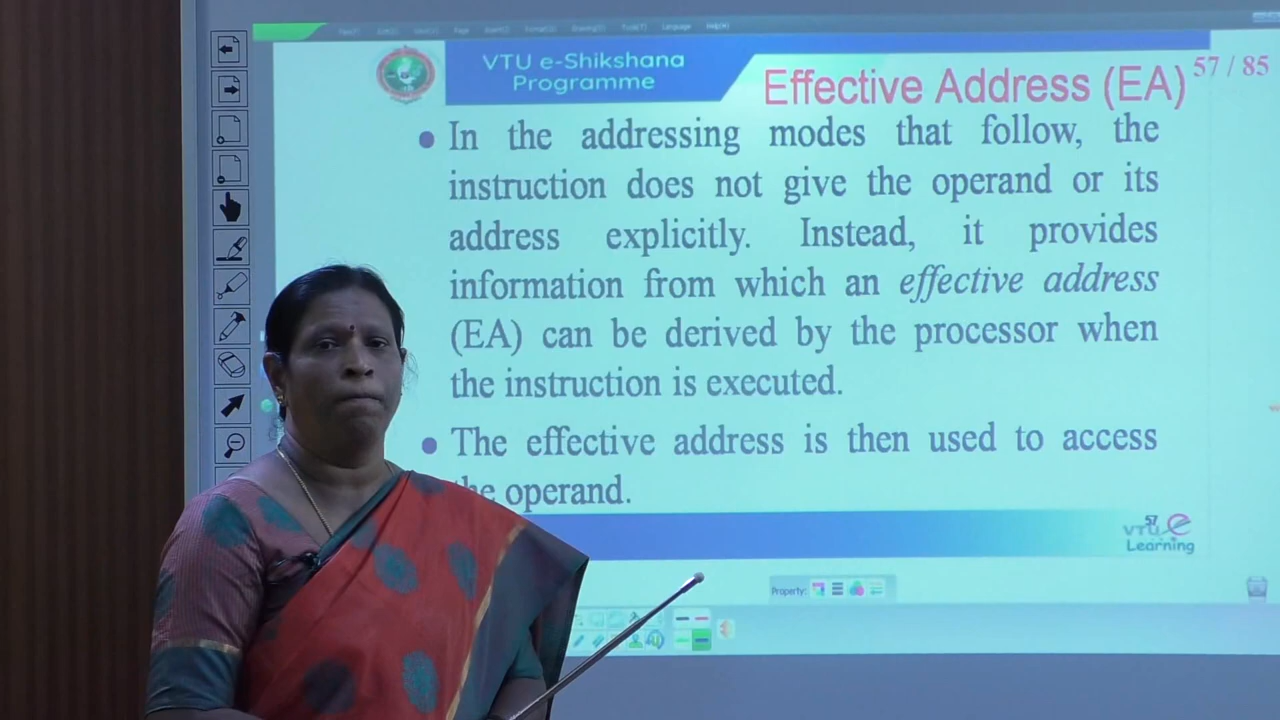 VTU e-Shikshana
Programme
Effective Address (EA)
57 / 85
• In the addressing modes that follow, the
instruction does not give the operand or its
address explicitly. Instead, it provides
information from which an effective address
(EA) can be derived by the processor when
the instruction is executed.
• The effective address is then used to access
the operand.
57
VTU e
Learning
Property: